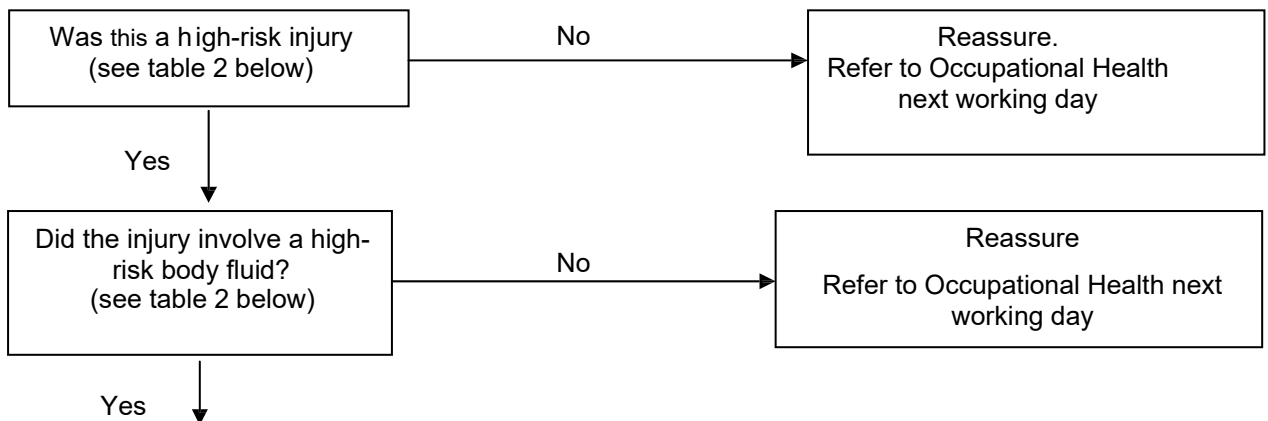 Was this a high-risk injury
(see table 2 below)
No
Reassure.
Refer to Occupational Health
next working day
Yes
Did the injury involve a high-
risk body fluid?
(see table 2 below)
No
Reassure
Refer to Occupational Health next
working day
Yes